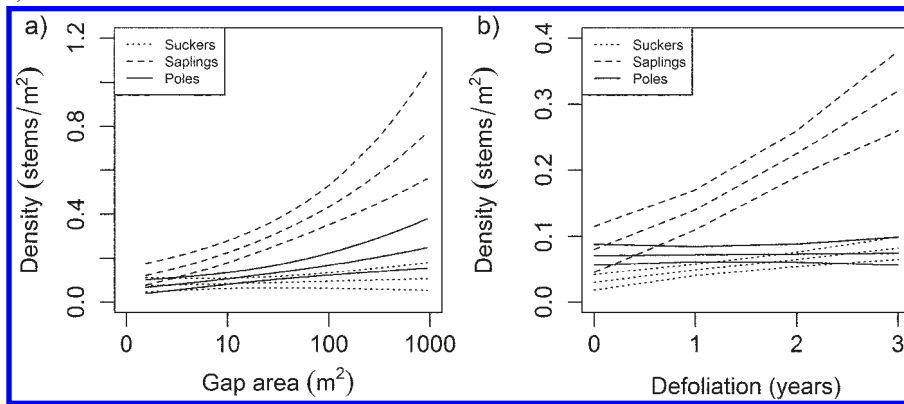 a)
Density (stems/m²)
1.2
0.8
0.4
0.0
Suckers
Saplings
Poles
0 10 100 1000
Gap area (m²)
b)
Density (stems/m²)
0.4
0.3
0.2
0.1
0.0
Suckers
Saplings
Poles
0 1 2 3
Defoliation (years)